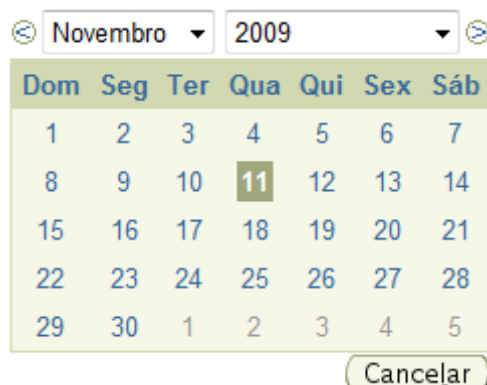 Novembro 2009
Dom Seg Ter Qua Qui Sex Sáb
1 2 3 4 5 6 7
8 9 10 11 12 13 14
15 16 17 18 19 20 21
22 23 24 25 26 27 28
29 30 1 2 3 4 5
Cancelar